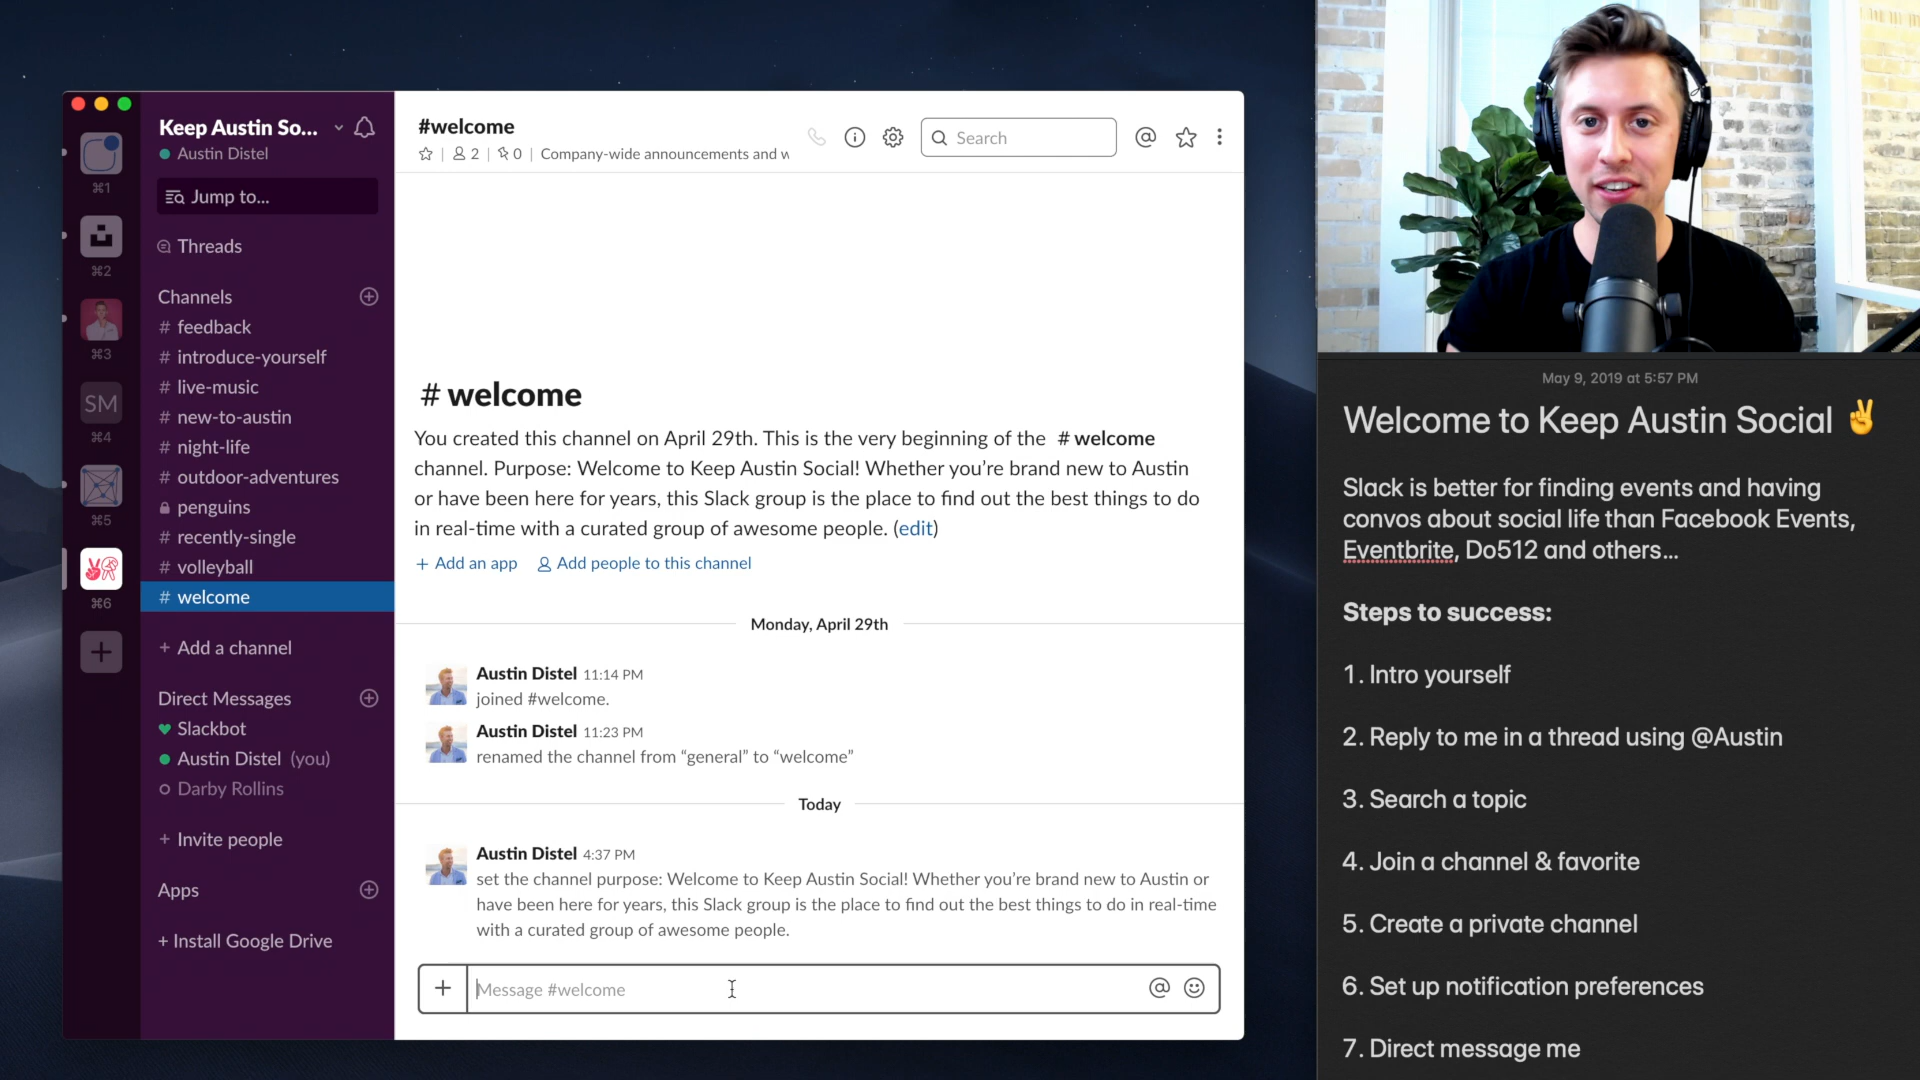 ⌘1
⌘2
⌘3
SM
⌘4
⌘5
⌘6
Keep Austin So...
Austin Distel
Jump to...
Threads
Channels
# feedback
# introduce-yourself
# live-music
# new-to-austin
# night-life
# outdoor-adventures
penguins
# recently-single
# volleyball
# welcome
+ Add a channel
Direct Messages
Slackbot
Austin Distel (you)
Darby Rollins
+ Invite people
Apps
+ Install Google Drive
#welcome
2 | 0 | Company-wide announcements and w
Search
# welcome
You created this channel on April 29th. This is the very beginning of the # welcome
channel. Purpose: Welcome to Keep Austin Social! Whether you’re brand new to Austin
or have been here for years, this Slack group is the place to find out the best things to do
in real-time with a curated group of awesome people. (edit)
+ Add an app Add people to this channel
Monday, April 29th
Austin Distel 11:14 PM
joined #welcome.
Austin Distel 11:23 PM
renamed the channel from “general” to “welcome”
Today
Austin Distel 4:37 PM
set the channel purpose: Welcome to Keep Austin Social! Whether you’re brand new to Austin or
have been here for years, this Slack group is the place to find out the best things to do in real-time
with a curated group of awesome people.
Message #welcome
May 9, 2019 at 5:57 PM
Welcome to Keep Austin Social ✌️
Slack is better for finding events and having
convos about social life than Facebook Events,
Eventbrite, Do512 and others...
Steps to success:
1. Intro yourself
2. Reply to me in a thread using @Austin
3. Search a topic
4. Join a channel & favorite
5. Create a private channel
6. Set up notification preferences
7. Direct message me